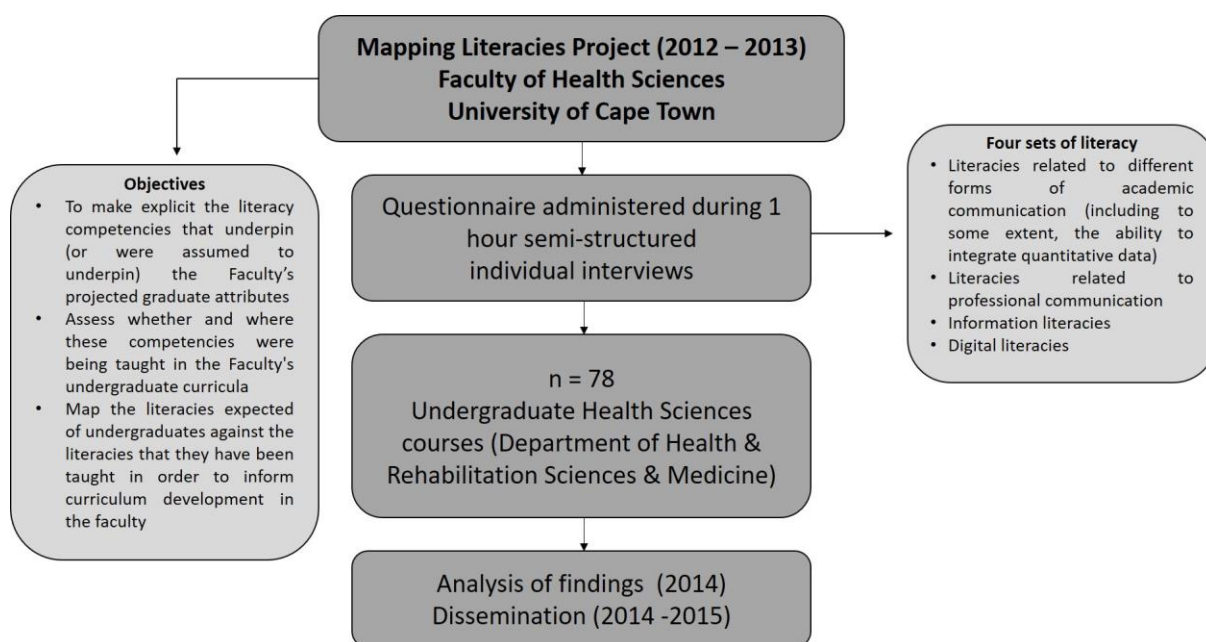 Mapping Literacies Project (2012 – 2013)
Faculty of Health Sciences
University of Cape Town
Objectives
• To make explicit the literacy
competencies that underpin
(or were assumed to
underpin) the Faculty’s
projected graduate attributes
• Assess whether and where
these competencies were
being taught in the Faculty's
undergraduate curricula
• Map the literacies expected
of undergraduates against the
literacies that they have been
taught in order to inform
curriculum development in
the faculty
Questionnaire administered during 1
hour semi-structured
individual interviews
Four sets of literacy
• Literacies related to different
forms of academic
communication (including to
some extent, the ability to
integrate quantitative data)
• Literacies related to
professional communication
• Information literacies
• Digital literacies
n = 78
Undergraduate Health Sciences
courses (Department of Health &
Rehabilitation Sciences & Medicine)
Analysis of findings (2014)
Dissemination (2014 -2015)